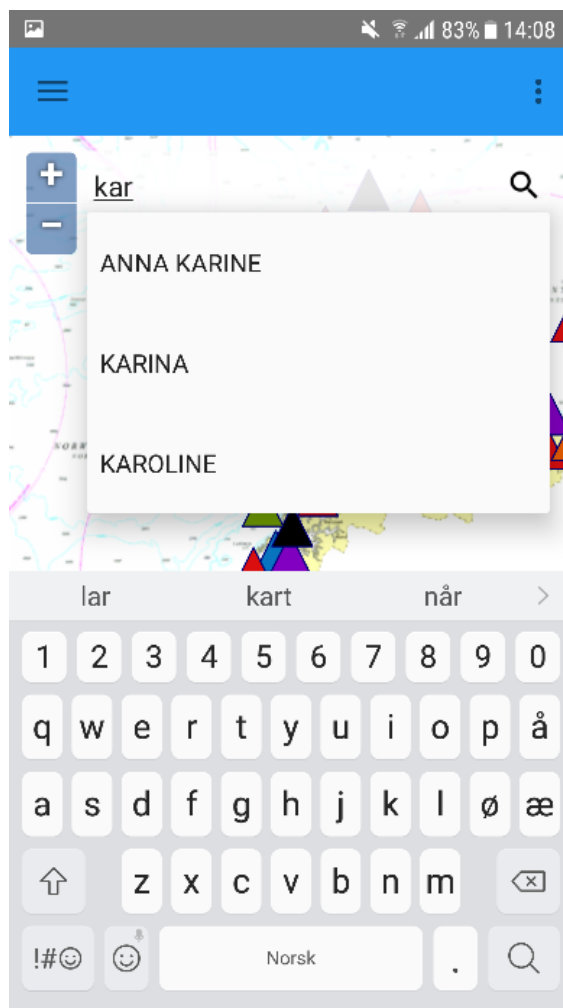 83% 14:08
+
kar
−
ANNA KARINE
KARINA
KAROLINE
lar kart når
1 2 3 4 5 6 7 8 9 0
q w e r t y u i o p å
a s d f g h j k l ø æ
z x c v b n m
!#☺ Norsk .